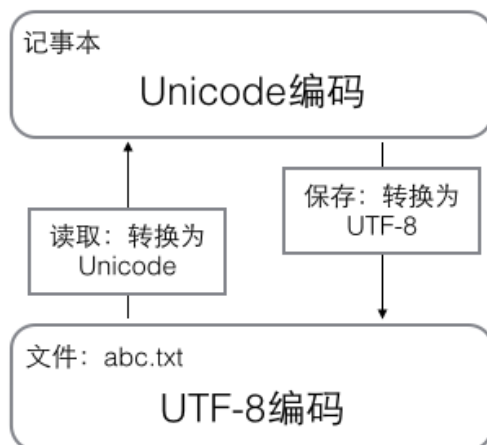 记事本
Unicode编码
读取：转换为
Unicode
保存：转换为
UTF-8
文件：abc.txt
UTF-8编码